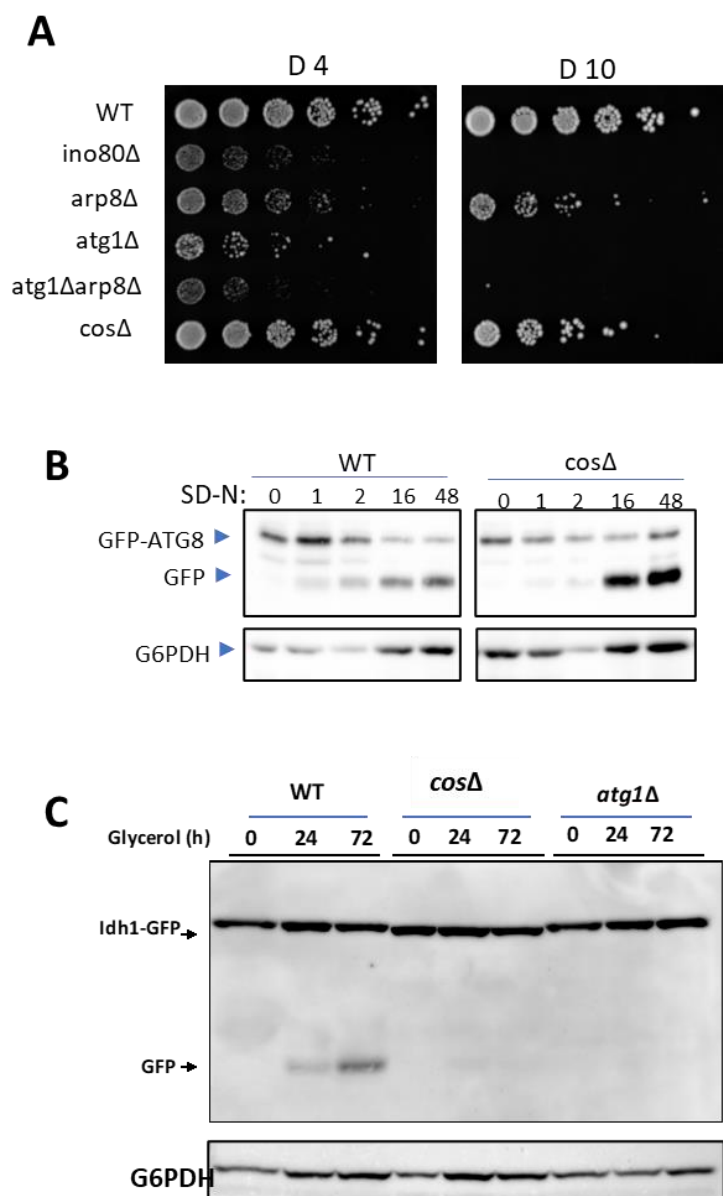 A
D 4
D 10
WT
ino80Δ
arp8Δ
atg1Δ
atg1Δarp8Δ
cosΔ
B
WT
cosΔ
SD-N: 0 1 2 16 48 0 1 2 16 48
GFP-ATG8
GFP
G6PDH
C
WT
cosΔ
atg1Δ
Glycerol (h) 0 24 72 0 24 72 0 24 72
Idh1-GFP
GFP
G6PDH